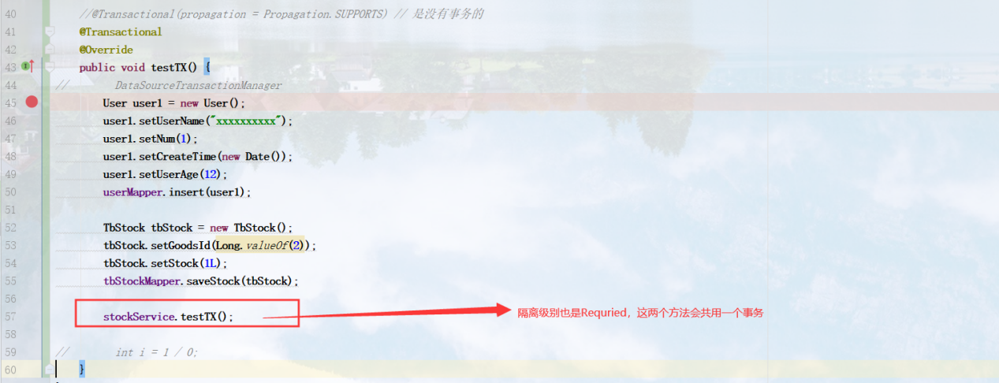 40 //@Transactional(propagation = Propagation.SUPPORTS) // 是没有事务的
41 @Transactional
42 @Override
43 public void testTX() {
44 // DataSourceTransactionManager
45 User user1 = new User();
46 user1.setUserName("xxxxxxxxxx");
47 user1.setNum(1);
48 user1.setCreateTime(new Date());
49 user1.setUserAge(12);
50 userMapper.insert(user1);
51
52 TbStock tbStock = new TbStock();
53 tbStock.setGoodsId(Long.valueOf(2));
54 tbStock.setStock(1L);
55 tbStockMapper.saveStock(tbStock);
56
57 stockService.testTX(); 隔离级别也是Requried，这两个方法会共用一个事务
58
59 // int i = 1 / 0;
60 }